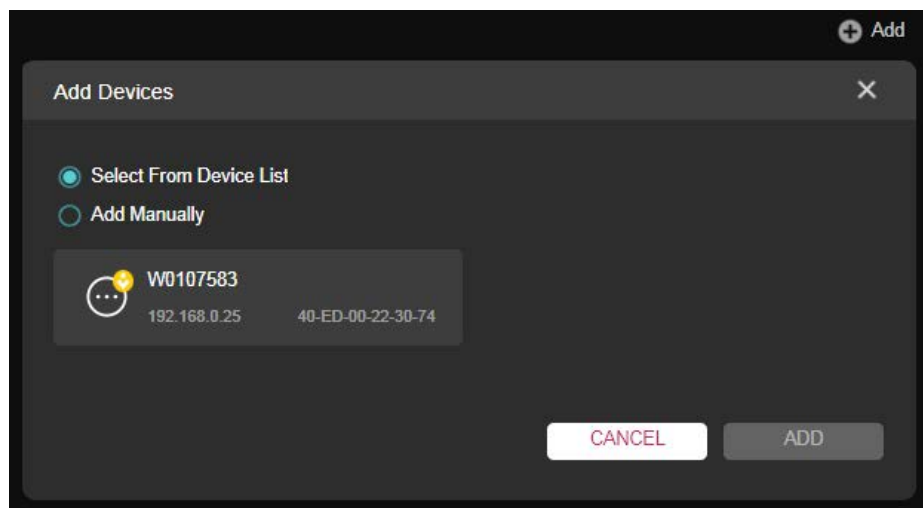 Add
Add Devices
Select From Device List
Add Manually
W0107583
192.168.0.25 40-ED-00-22-30-74
CANCEL ADD